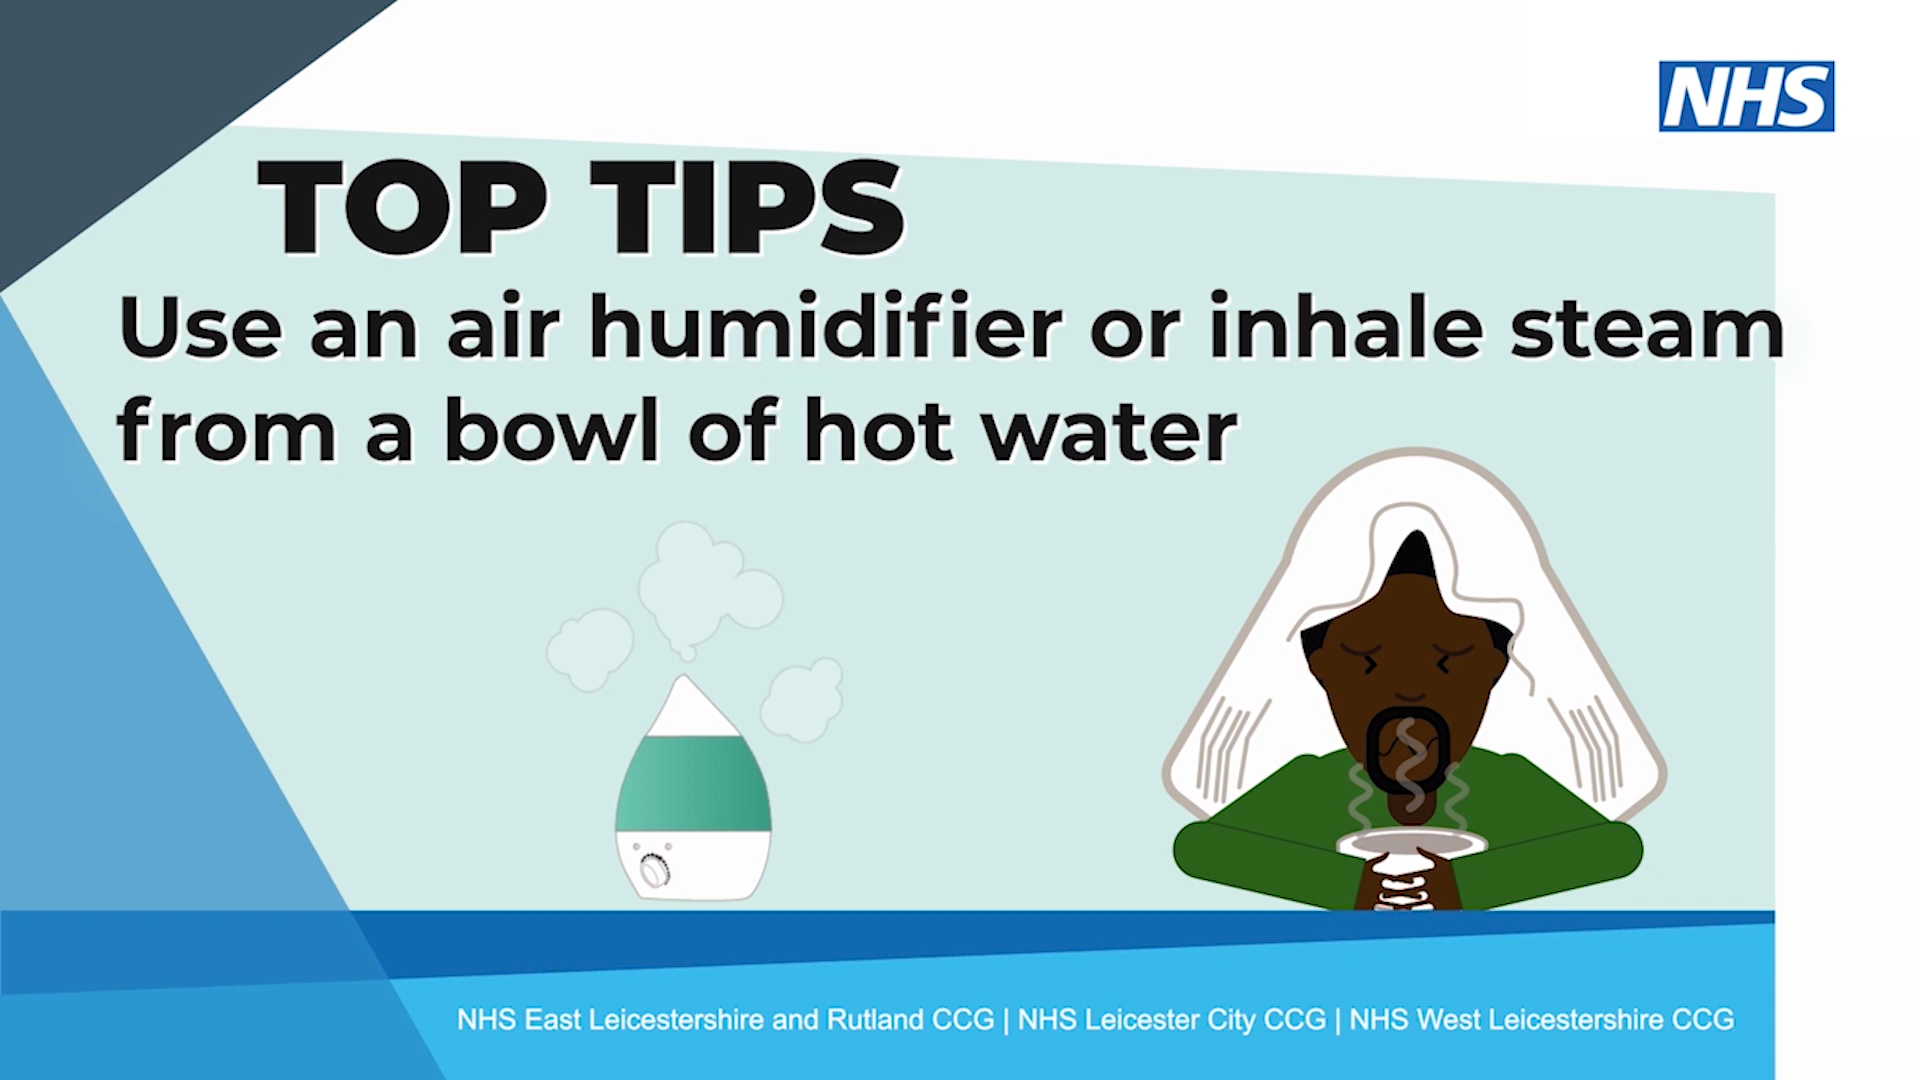 NHS
TOP TIPS
Use an air humidifier or inhale steam
from a bowl of hot water
NHS East Leicestershire and Rutland CCG | NHS Leicester City CCG | NHS West Leicestershire CCG